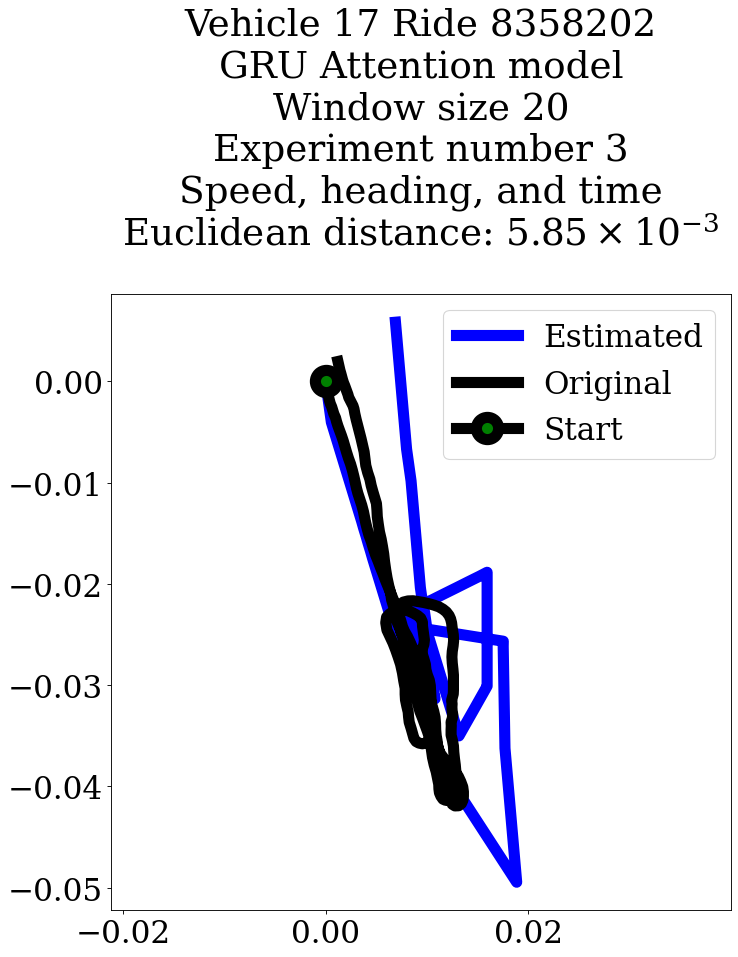 Vehicle 17 Ride 8358202
GRU Attention model
Window size 20
Experiment number 3
Speed, heading, and time
Euclidean distance: 5.85 × 10⁻³
Estimated
Original
Start
0.00
−0.01
−0.02
−0.03
−0.04
−0.05
−0.02
0.00
0.02